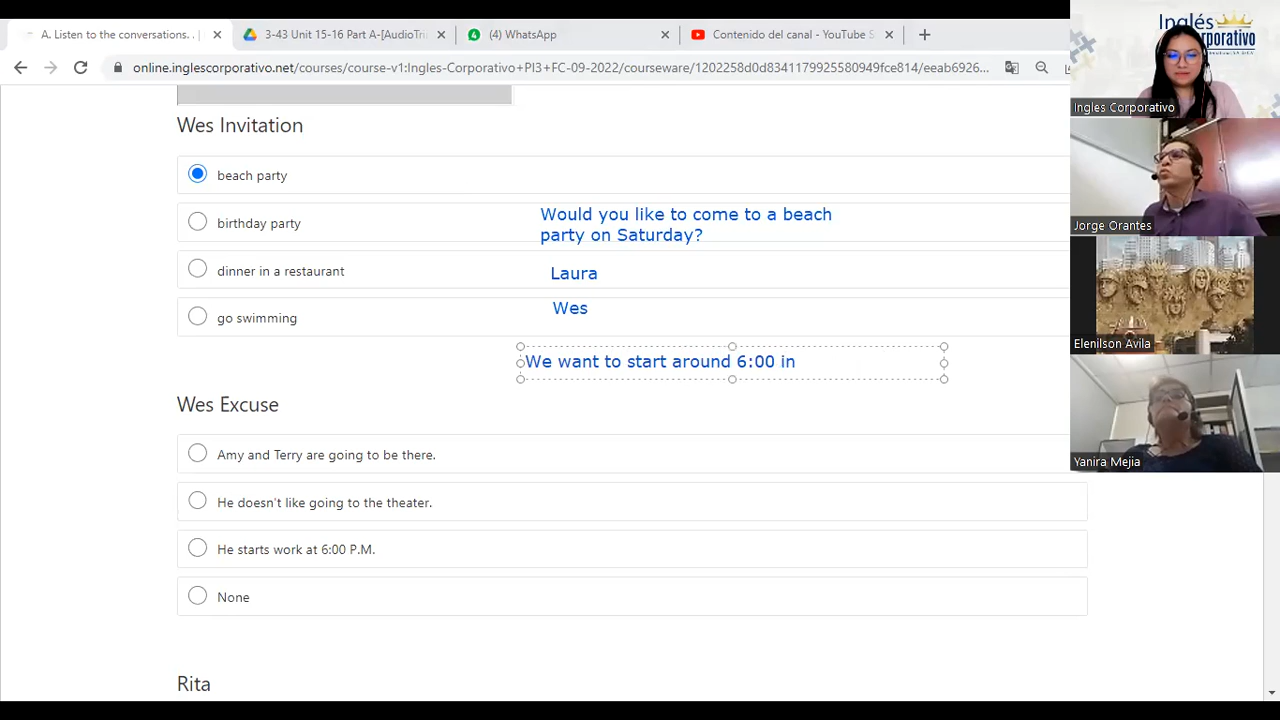 A. Listen to the conversations.
3-43 Unit 15-16 Part A-[AudioTri
(4) WhatsApp
Contenido del canal - YouTube S
online.inglescorporativo.net/courses/course-v1:Ingles-Corporativo+PI3+FC-09-2022/courseware/1202258d0d8341179925580949fce814/eeab6926...
Wes Invitation
beach party
birthday party
dinner in a restaurant
go swimming
Would you like to come to a beach
party on Saturday?
Laura
Wes
We want to start around 6:00 in
Wes Excuse
Amy and Terry are going to be there.
He doesn't like going to the theater.
He starts work at 6:00 P.M.
None
Rita
Inglés
Corporativo
Ingles Corporativo
Jorge Orantes
Elenilson Avila
Yanira Mejia